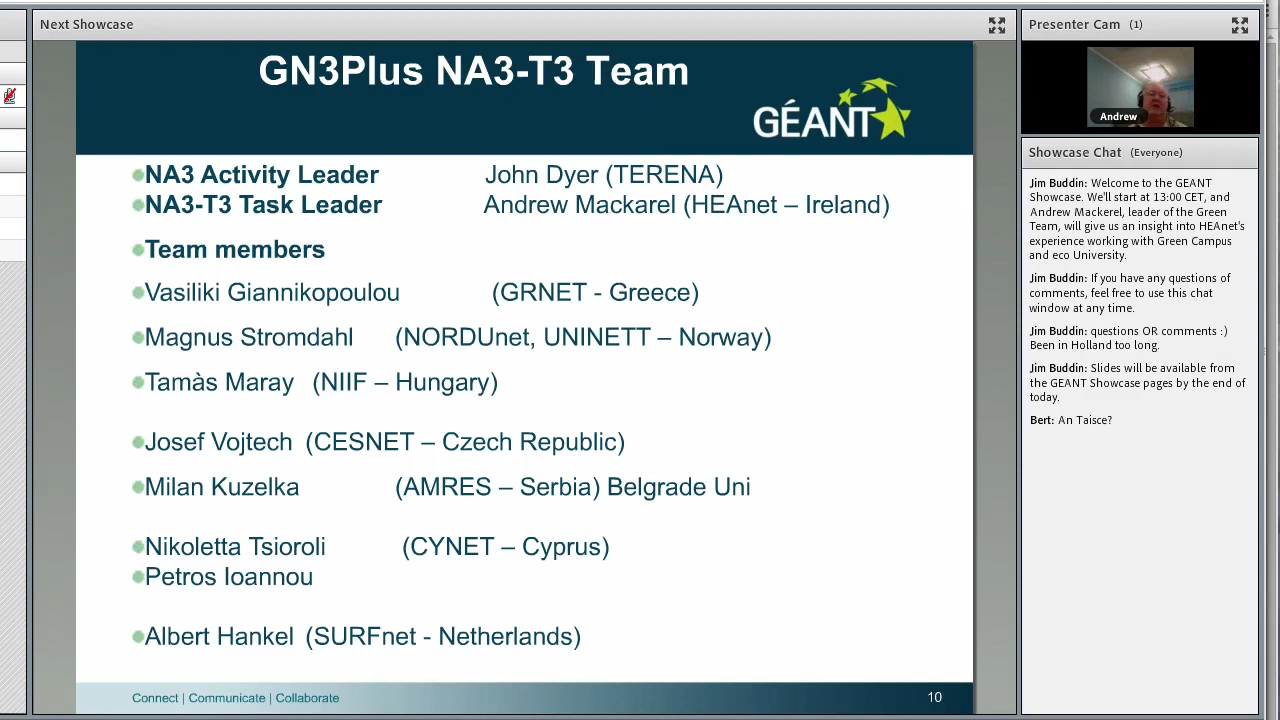 Next Showcase
GN3Plus NA3-T3 Team
GÉANT
NA3 Activity Leader John Dyer (TERENA)
NA3-T3 Task Leader Andrew Mackarel (HEAnet – Ireland)
Team members
Vasiliki Giannikopoulou (GRNET - Greece)
Magnus Stromdahl (NORDUnet, UNINETT – Norway)
Tamàs Maray (NIIF – Hungary)
Josef Vojtech (CESNET – Czech Republic)
Milan Kuzelka (AMRES – Serbia) Belgrade Uni
Nikoletta Tsioroli (CYNET – Cyprus)
Petros Ioannou
Albert Hankel (SURFnet - Netherlands)
Connect | Communicate | Collaborate
10
Presenter Cam (1)
Andrew
Showcase Chat (Everyone)
Jim Buddin: Welcome to the GEANT
Showcase. We'll start at 13:00 CET, and
Andrew Mackerel, leader of the Green
Team, will give us an insight into HEAnet's
experience working with Green Campus
and eco University.
Jim Buddin: If you have any questions of
comments, feel free to use this chat
window at any time.
Jim Buddin: questions OR comments :)
Been in Holland too long.
Jim Buddin: Slides will be available from
the GEANT Showcase pages by the end of
today.
Bert: An Taisce?